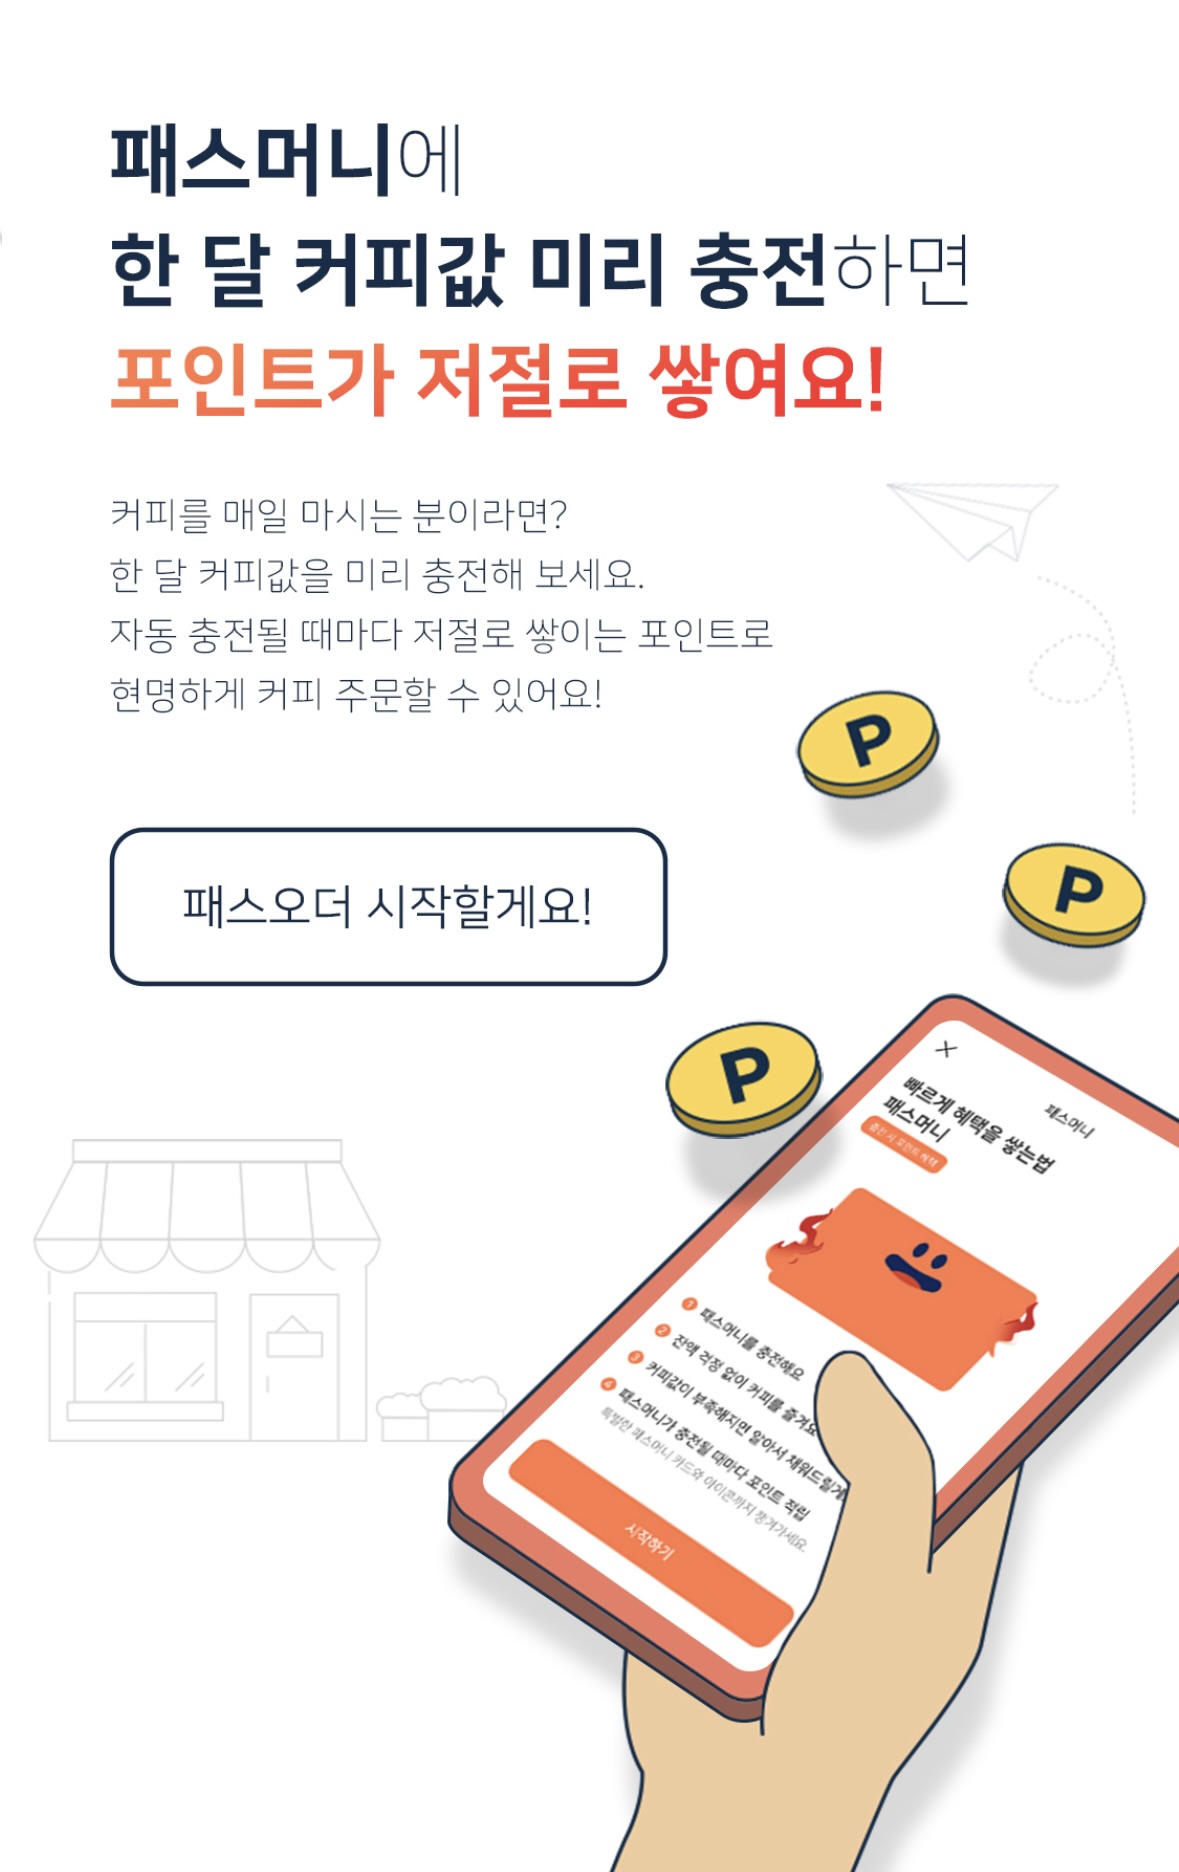 패스머니에
한 달 커피값 미리 충전하면
포인트가 저절로 쌓여요!
커피를 매일 마시는 분이라면?
한 달 커피값을 미리 충전해 보세요.
자동 충전될 때마다 저절로 쌓이는 포인트로
현명하게 커피 주문할 수 있어요!
패스오더 시작할게요!
P
P
P
패스머니
빠르게 혜택을 쌓는법
패스머니
충전 시 포인트 혜택
1 패스머니를 충전해요
2 잔액 걱정 없이 커피를 즐겨요
3 커피값이 부족해지면 알아서 채워드릴게
4 패스머니가 충전될 때마다 포인트 적립
특별한 패스머니 카드와 아이콘까지 챙겨가세요.
시작하기